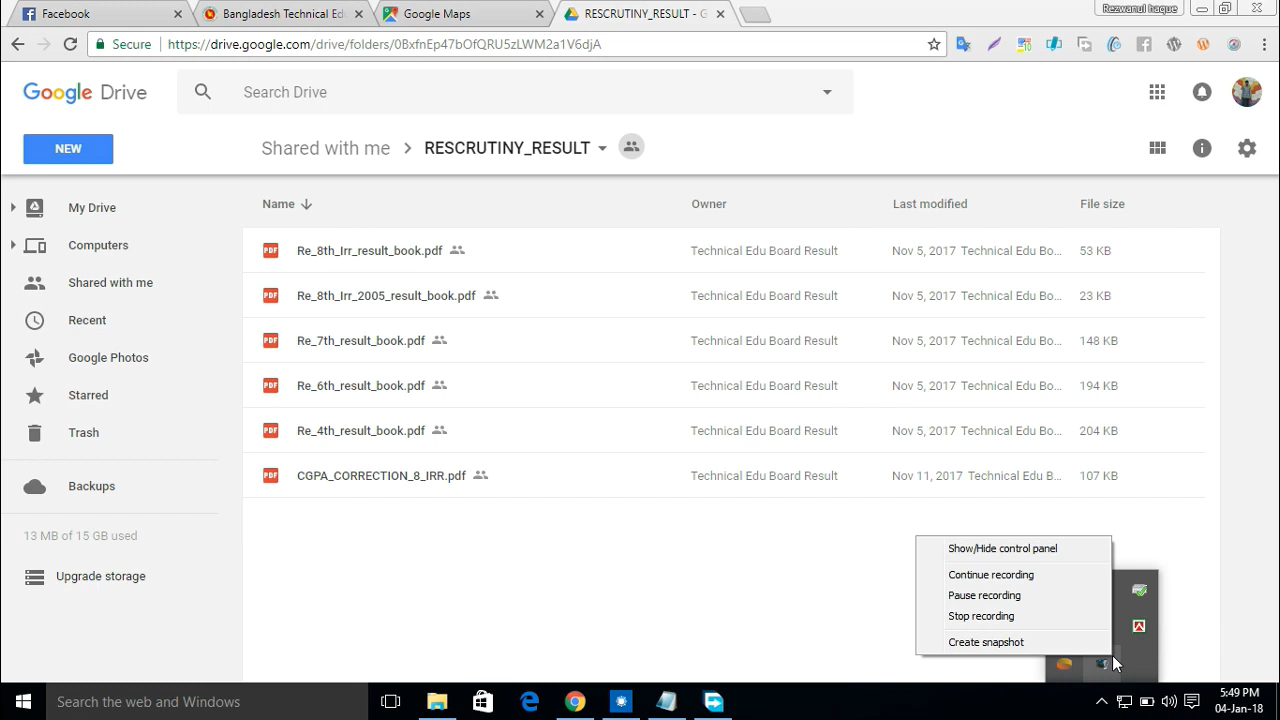 Facebook
Bangladesh Technical Ed
Google Maps
RESCRUTINY_RESULT - G
Rezwanul haque
Secure
https://drive.google.com/drive/folders/0BxfnEp47bOfQRU5zLWM2a1V6djA
Google Drive
Search Drive
NEW
Shared with me > RESCRUTINY_RESULT
Name Owner Last modified File size
My Drive
Computers
Shared with me
Recent
Google Photos
Starred
Trash
Backups
13 MB of 15 GB used
Upgrade storage
PDF Re_8th_Irr_result_book.pdf Technical Edu Board Result Nov 5, 2017 Technical Edu Bo... 53 KB
PDF Re_8th_Irr_2005_result_book.pdf Technical Edu Board Result Nov 5, 2017 Technical Edu Bo... 23 KB
PDF Re_7th_result_book.pdf Technical Edu Board Result Nov 5, 2017 Technical Edu Bo... 148 KB
PDF Re_6th_result_book.pdf Technical Edu Board Result Nov 5, 2017 Technical Edu Bo... 194 KB
PDF Re_4th_result_book.pdf Technical Edu Board Result Nov 5, 2017 Technical Edu Bo... 204 KB
PDF CGPA_CORRECTION_8_IRR.pdf Technical Edu Board Result Nov 11, 2017 Technical Edu B... 107 KB
Show/Hide control panel
Continue recording
Pause recording
Stop recording
Create snapshot
Search the web and Windows
5:49 PM
04-Jan-18